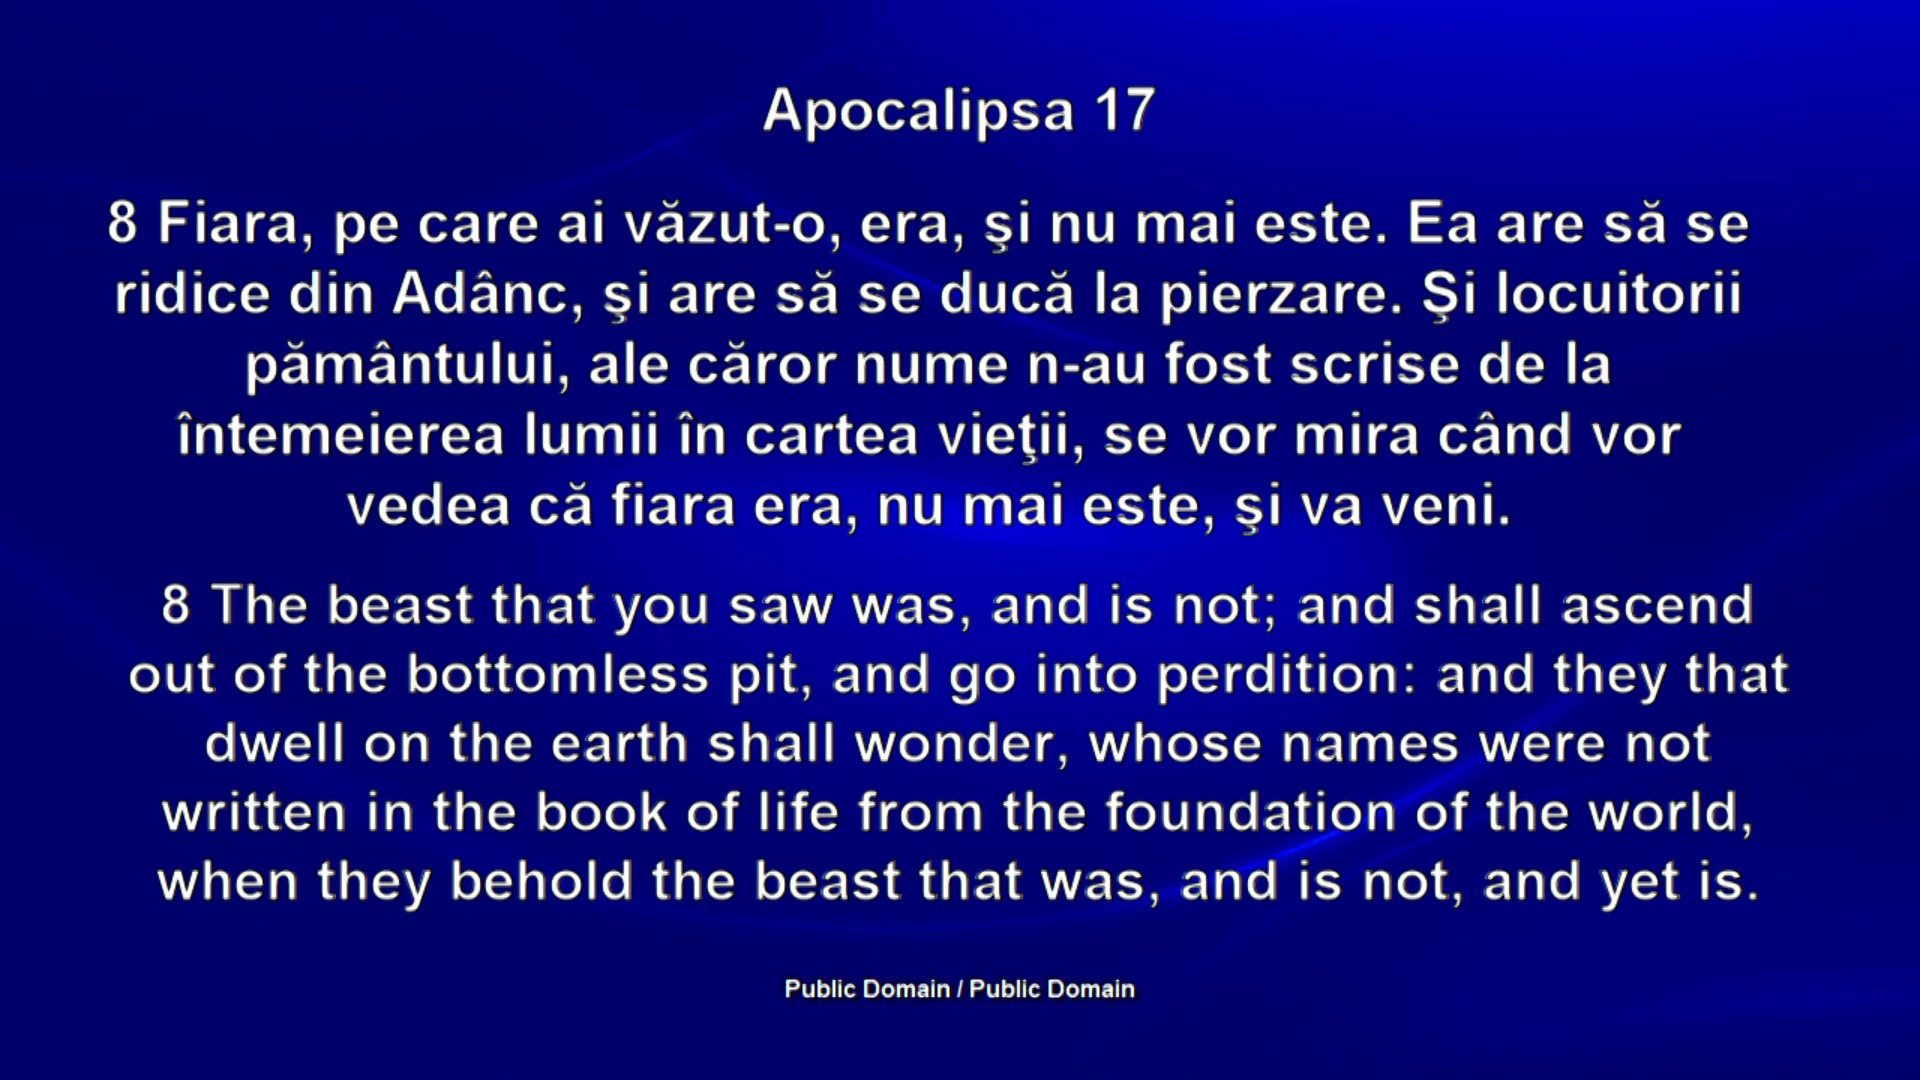 Apocalipsa 17
8 Fiara, pe care ai văzut-o, era, şi nu mai este. Ea are să se
ridice din Adânc, şi are să se ducă la pierzare. Şi locuitorii
pământului, ale căror nume n-au fost scrise de la
întemeierea lumii în cartea vieţii, se vor mira când vor
vedea că fiara era, nu mai este, şi va veni.
8 The beast that you saw was, and is not; and shall ascend
out of the bottomless pit, and go into perdition: and they that
dwell on the earth shall wonder, whose names were not
written in the book of life from the foundation of the world,
when they behold the beast that was, and is not, and yet is.
Public Domain / Public Domain